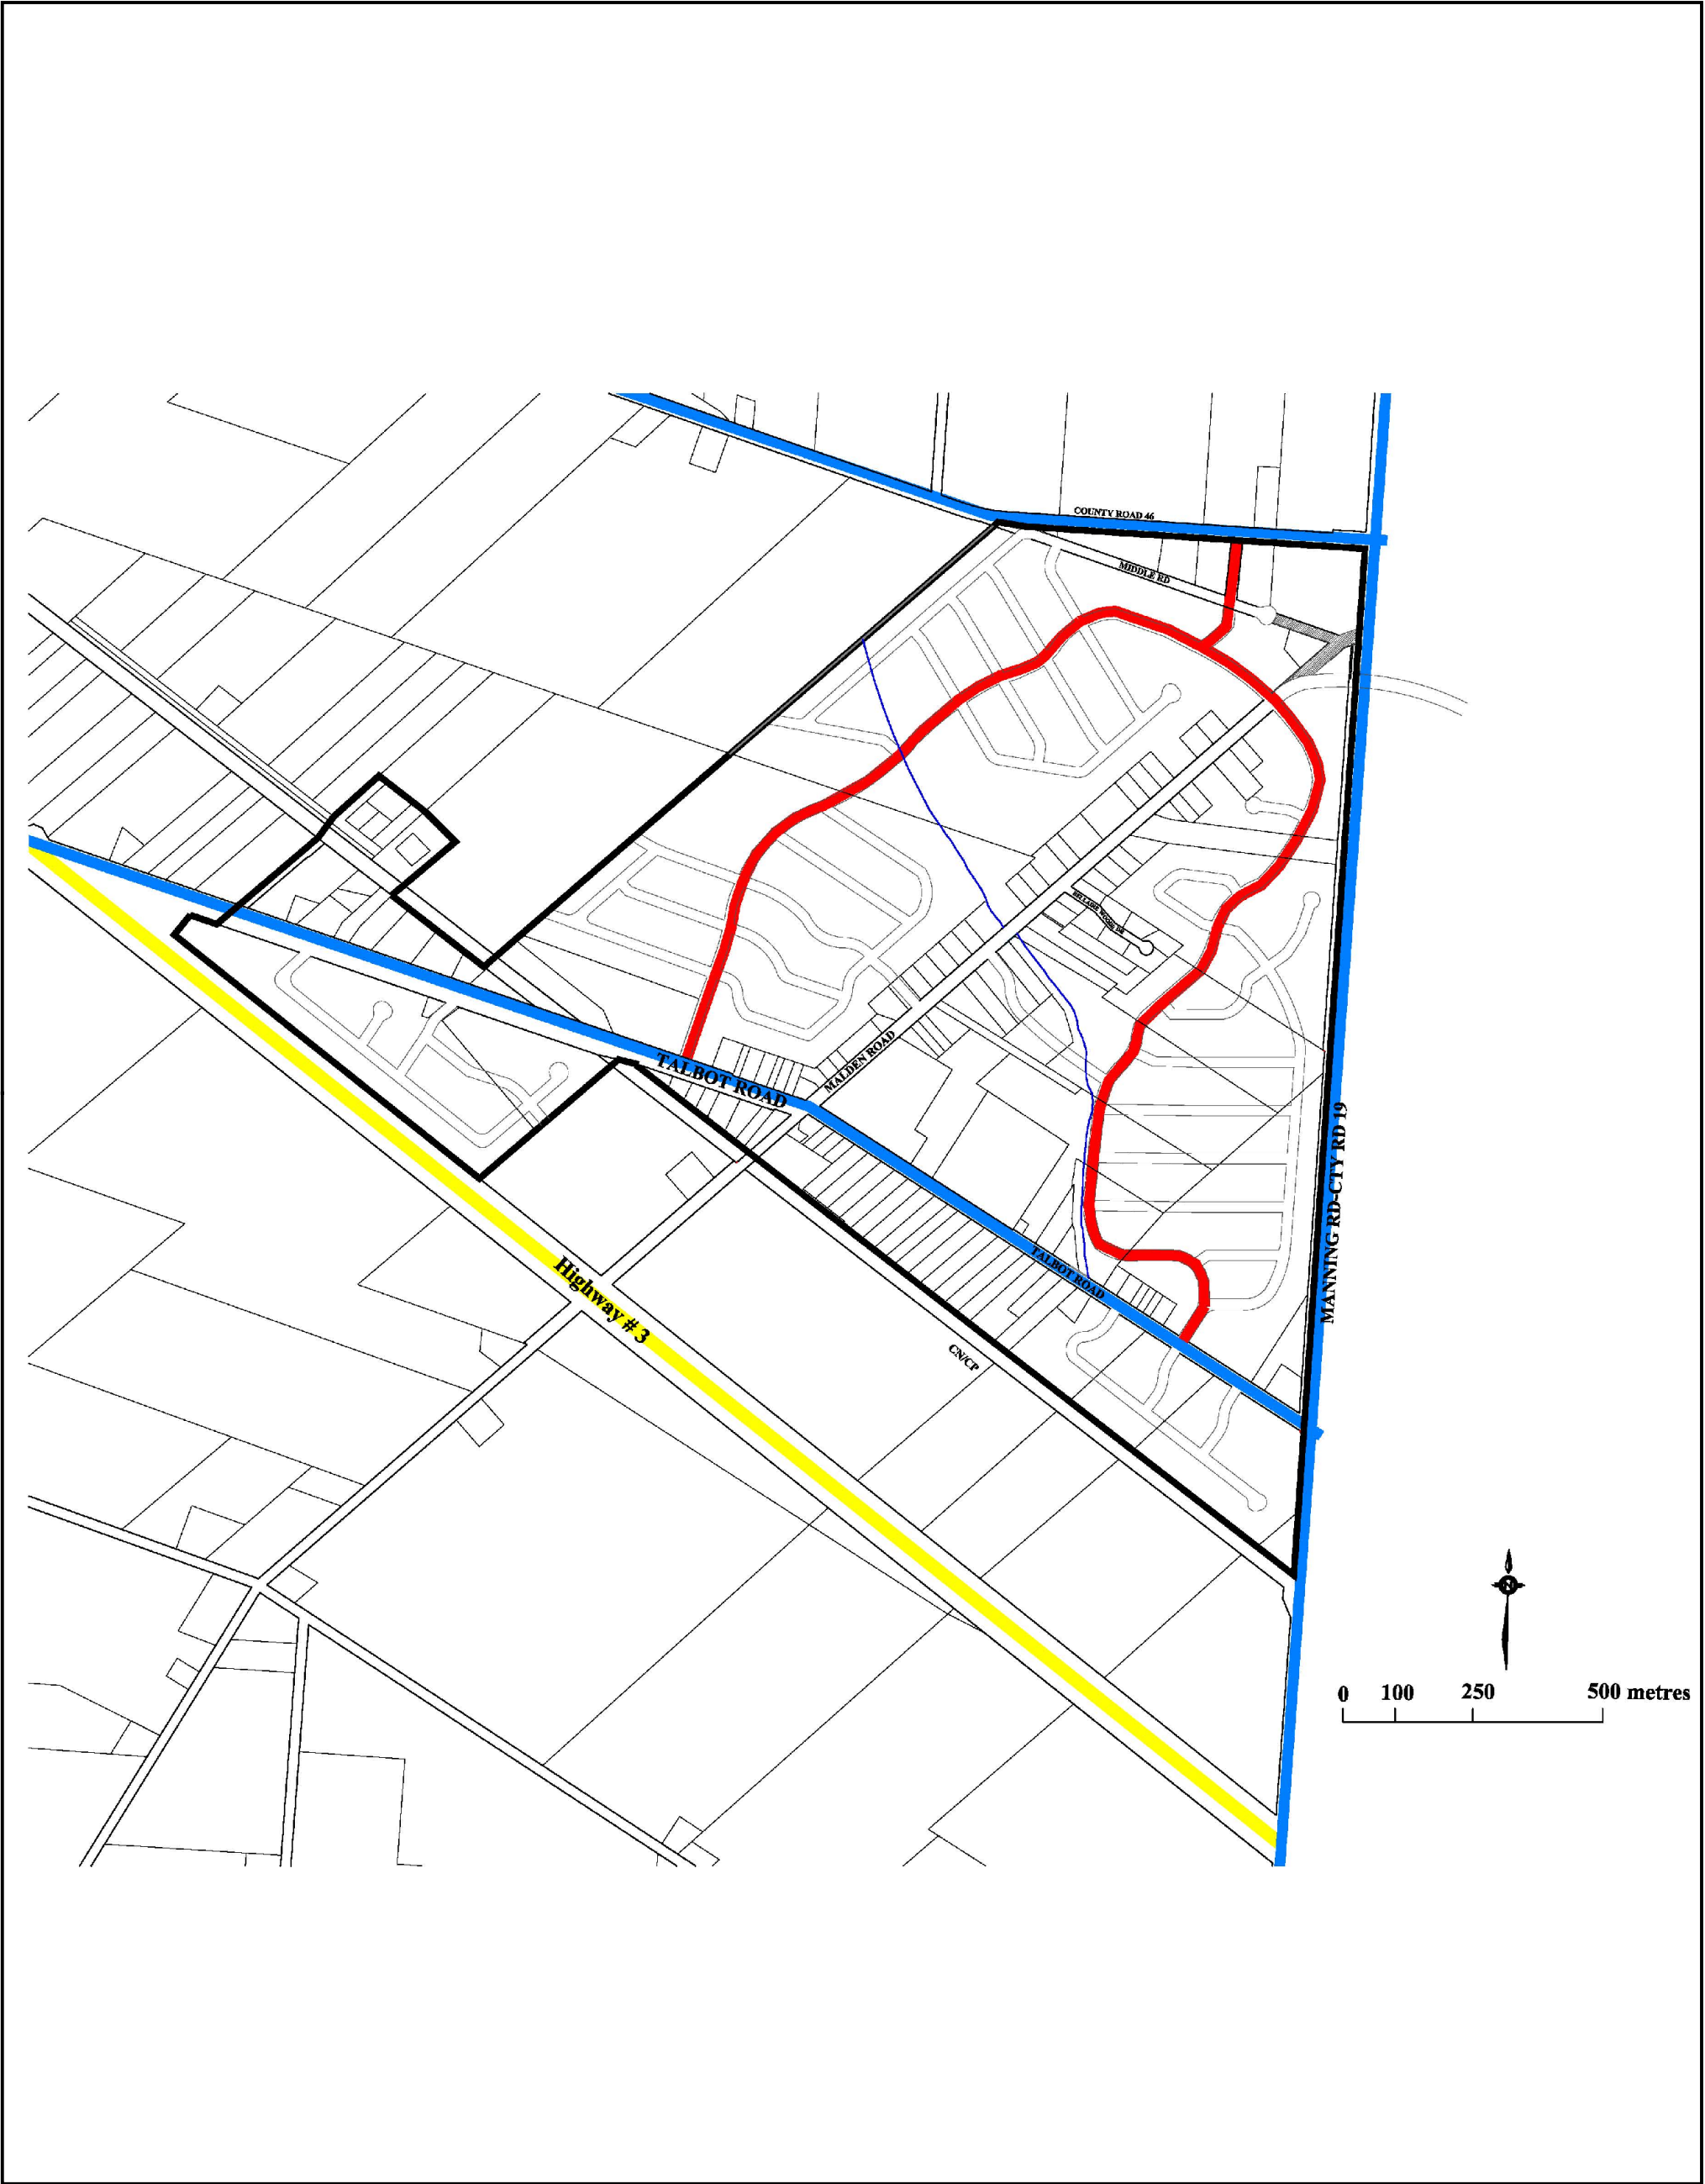 COUNTY ROAD 46
MIDDLE RD
TALBOT ROAD
MALDEN ROAD
MANNING RD-CTY RD 19
TALBOT ROAD
Highway # 3
CN/CP
N
0 100 250 500 metres